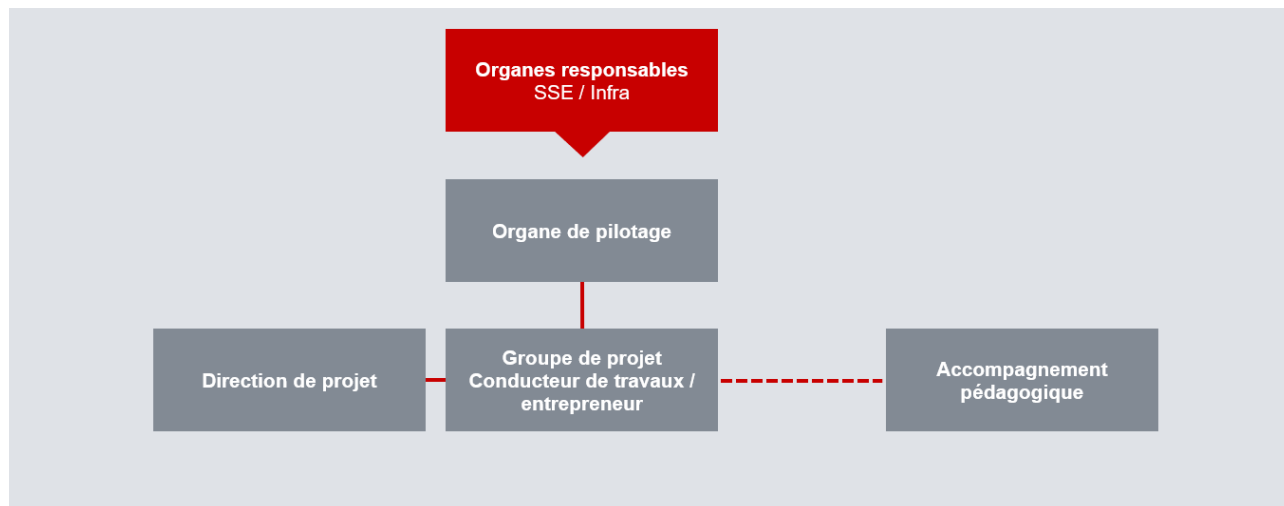 Organes responsables
SSE / Infra
Organe de pilotage
Direction de projet
Groupe de projet
Conducteur de travaux /
entrepreneur
Accompagnement
pédagogique